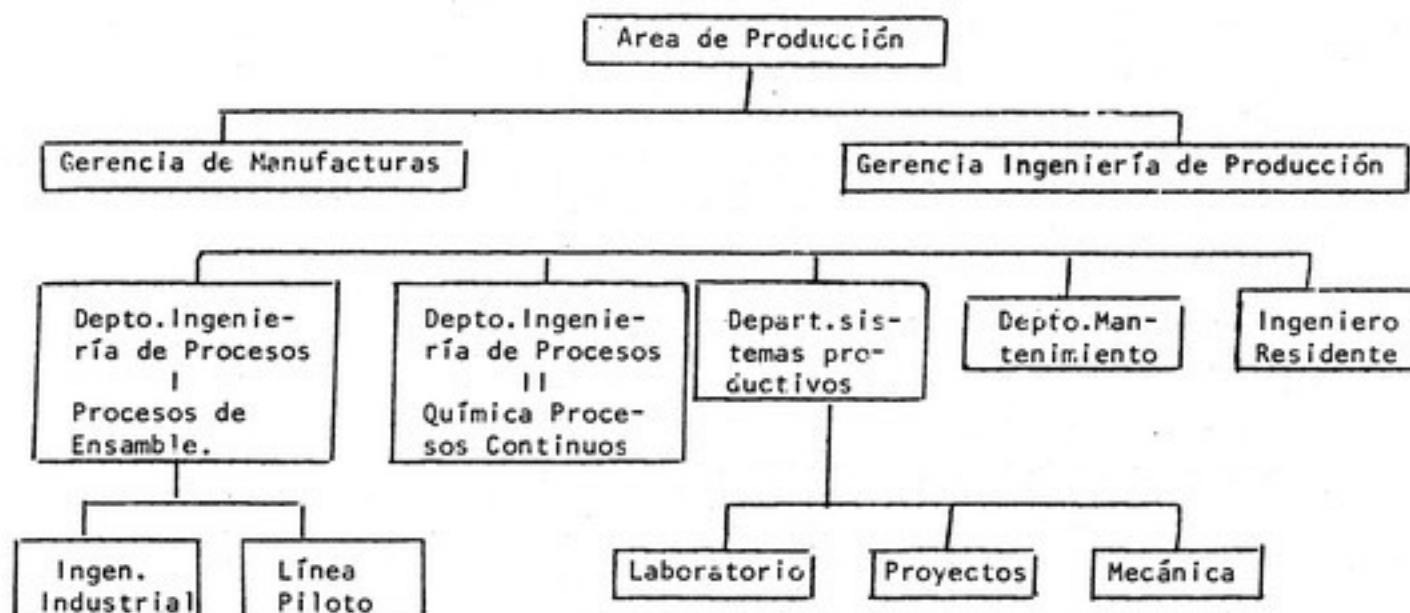 Area de Producción
Gerencia de Manufacturas
Gerencia Ingeniería de Producción
Depto.Ingenie-
ría de Procesos
I
Procesos de
Ensamble.
Depto.Ingenie-
ría de Procesos
II
Química Proce-
sos Continuos
Depart.sis-
temas pro-
ductivos
Depto.Man-
tenimiento
Ingeniero
Residente
Ingen.
Industrial
Línea
Piloto
Laboratorio
Proyectos
Mecánica